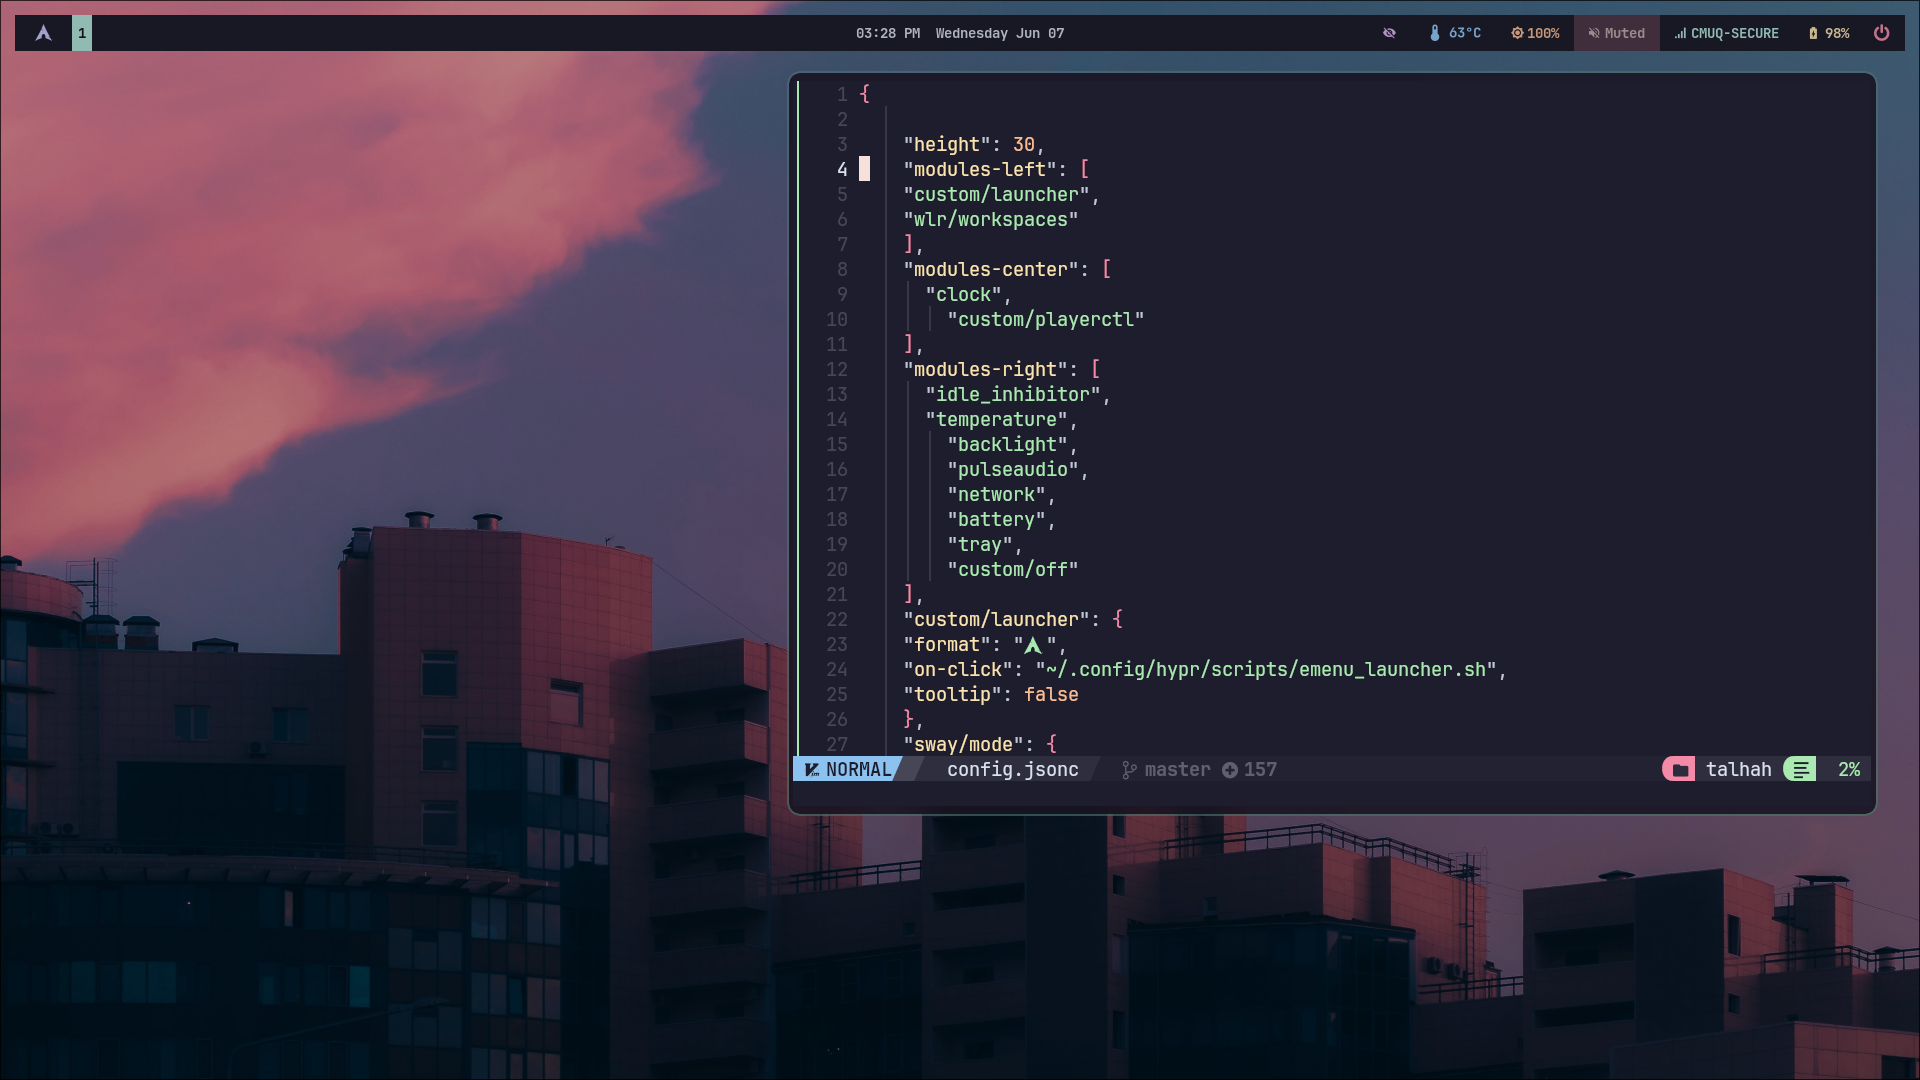 1
03:28 PM Wednesday Jun 07
63°C
100%
Muted
CMUQ-SECURE
98%
1 {
2
3 "height": 30,
4 "modules-left": [
5 "custom/launcher",
6 "wlr/workspaces"
7 ],
8 "modules-center": [
9 "clock",
10 "custom/playerctl"
11 ],
12 "modules-right": [
13 "idle_inhibitor",
14 "temperature",
15 "backlight",
16 "pulseaudio",
17 "network",
18 "battery",
19 "tray",
20 "custom/off"
21 ],
22 "custom/launcher": {
23 "format": " ",
24 "on-click": "~/.config/hypr/scripts/emenu_launcher.sh",
25 "tooltip": false
26 },
27 "sway/mode": {
NORMAL config.jsonc master 157 talhah 2%